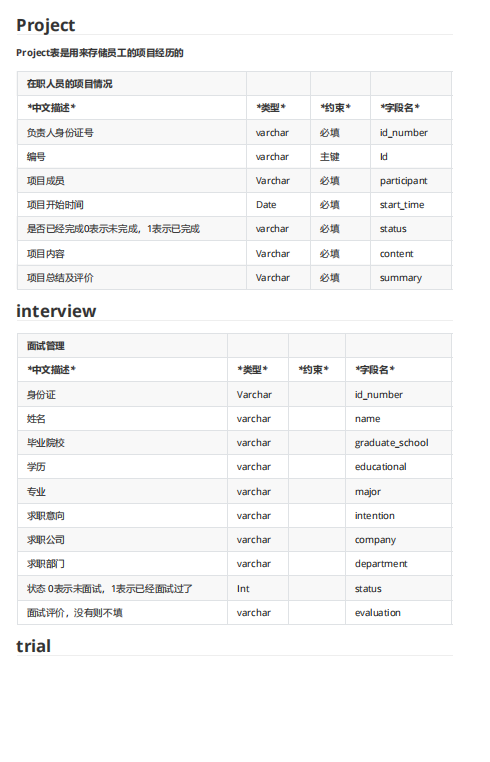 Project
Project表是用来存储员工的项目经历的
在职人员的项目情况
*中文描述* *类型* *约束* *字段名*
负责人身份证号 varchar 必填 id_number
编号 varchar 主键 Id
项目成员 Varchar 必填 participant
项目开始时间 Date 必填 start_time
是否已经完成0表示未完成，1表示已完成 varchar 必填 status
项目内容 Varchar 必填 content
项目总结及评价 Varchar 必填 summary
interview
面试管理
*中文描述* *类型* *约束* *字段名*
身份证 Varchar id_number
姓名 varchar name
毕业院校 varchar graduate_school
学历 varchar educational
专业 varchar major
求职意向 varchar intention
求职公司 varchar company
求职部门 varchar department
状态 0表示未面试，1表示已经面试过了 Int status
面试评价，没有则不填 varchar evaluation
trial